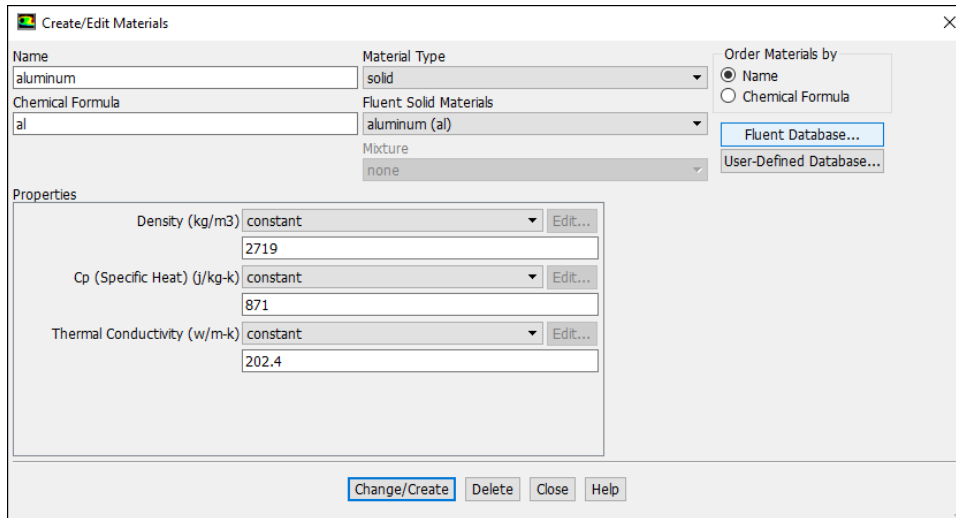 Create/Edit Materials
Name
Material Type
Order Materials by
aluminum
solid
Name
Chemical Formula
Chemical Formula
Fluent Solid Materials
al
aluminum (al)
Fluent Database...
Mixture
User-Defined Database...
none
Properties
Density (kg/m3) constant Edit...
2719
Cp (Specific Heat) (j/kg-k) constant Edit...
871
Thermal Conductivity (w/m-k) constant Edit...
202.4
Change/Create Delete Close Help